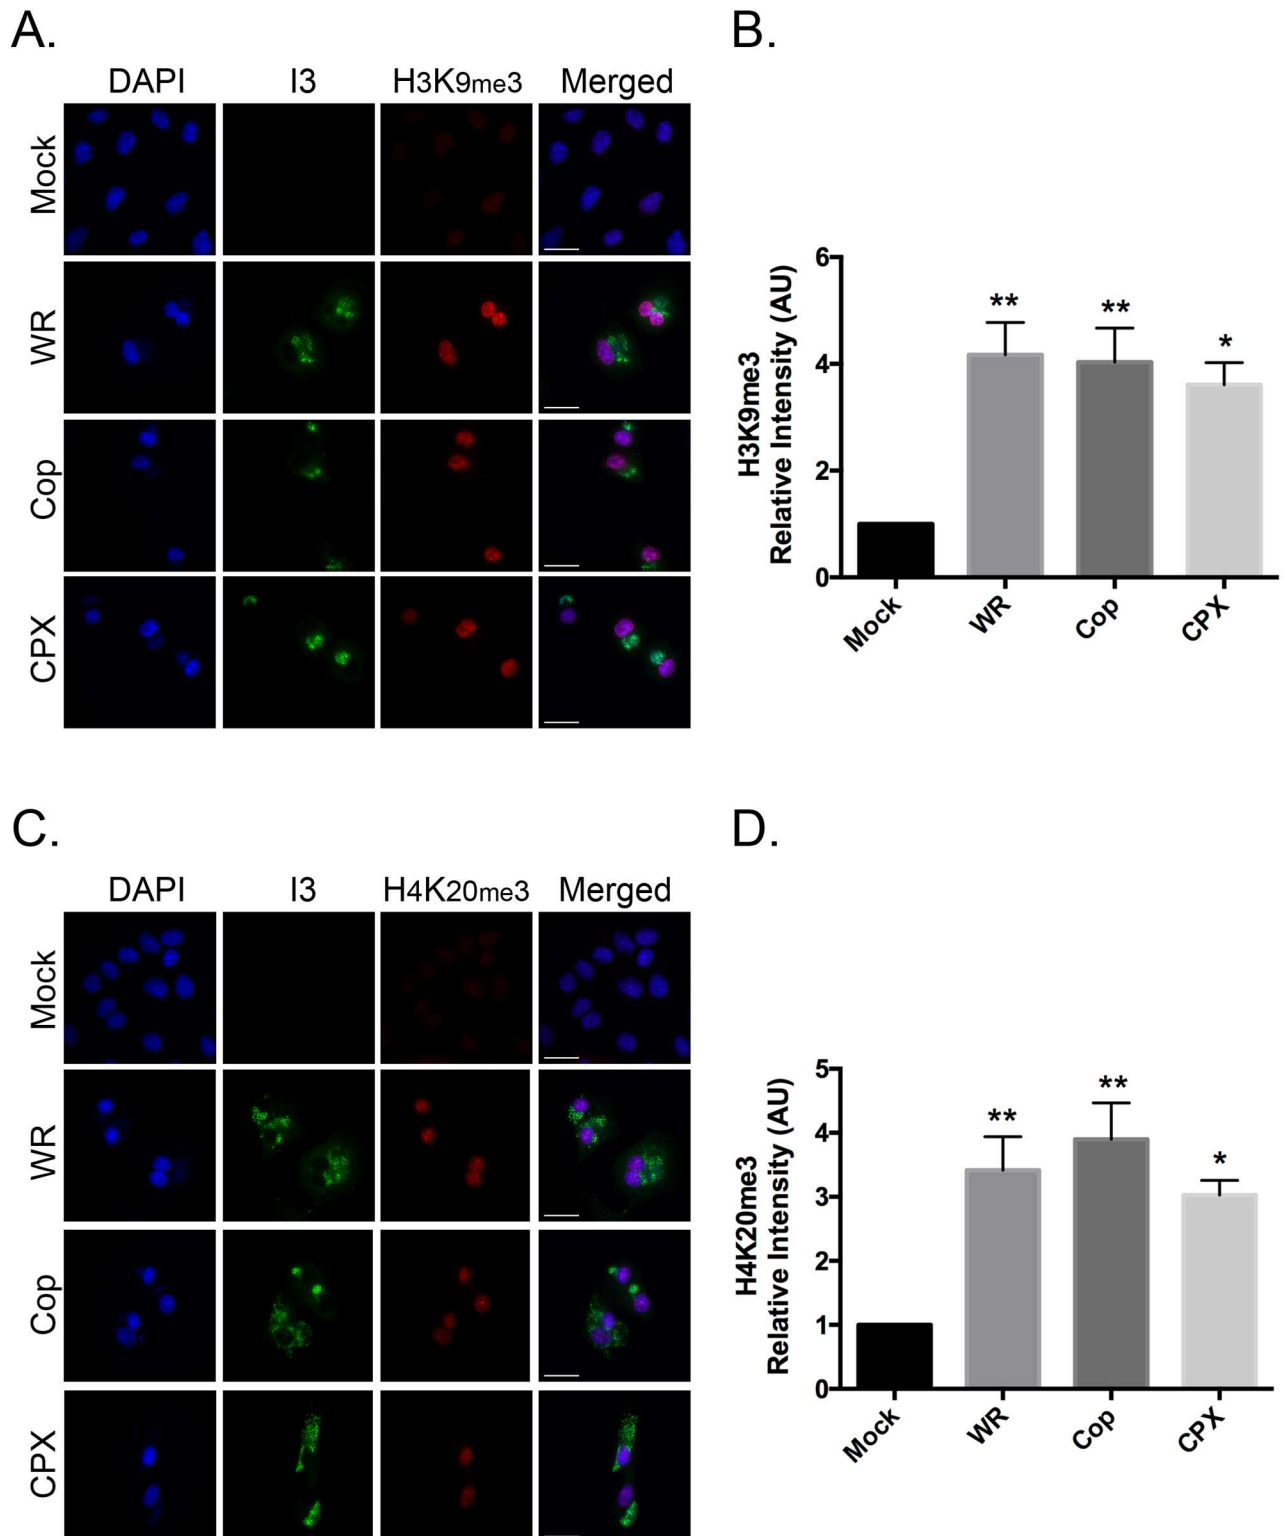 A.
DAPI I3 H3K9me3 Merged
Mock
WR
Cop
CPX
B.
H3K9me3
Relative Intensity (AU)
6
4
2
0
** ** *
Mock WR Cop CPX
C.
DAPI I3 H4K20me3 Merged
Mock
WR
Cop
CPX
D.
H4K20me3
Relative Intensity (AU)
5
4
3
2
1
0
** ** *
Mock WR Cop CPX